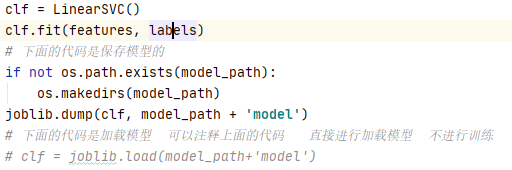 clf = LinearSVC()
clf.fit(features, labels)
# 下面的代码是保存模型的
if not os.path.exists(model_path):
    os.makedirs(model_path)
joblib.dump(clf, model_path + 'model')
# 下面的代码是加载模型  可以注释上面的代码   直接进行加载模型  不进行训练
# clf = joblib.load(model_path+'model')